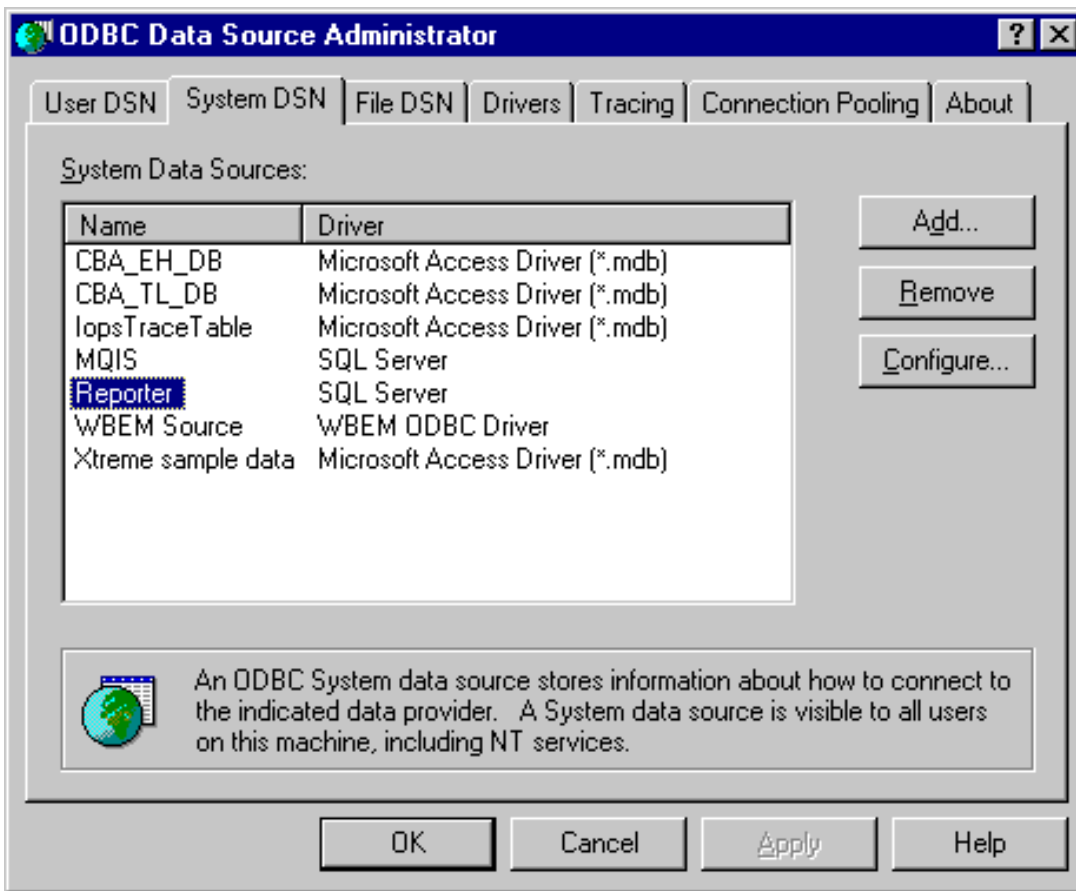 ODBC Data Source Administrator
User DSN System DSN File DSN Drivers Tracing Connection Pooling About
System Data Sources:
Name Driver
CBA_EH_DB Microsoft Access Driver (*.mdb)
CBA_TL_DB Microsoft Access Driver (*.mdb)
IopsTraceTable Microsoft Access Driver (*.mdb)
MQIS SQL Server
Reporter SQL Server
WBEM Source WBEM ODBC Driver
Xtreme sample data Microsoft Access Driver (*.mdb)
Add...
Remove
Configure...
An ODBC System data source stores information about how to connect to
the indicated data provider. A System data source is visible to all users
on this machine, including NT services.
OK Cancel Apply Help